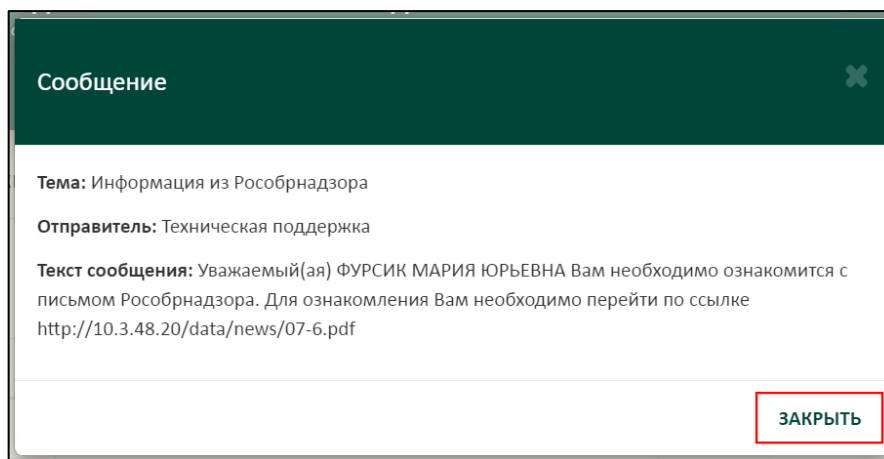 Сообщение
Тема: Информация из Рособрнадзора
Отправитель: Техническая поддержка
Текст сообщения: Уважаемый(ая) ФУРСИК МАРИЯ ЮРЬЕВНА Вам необходимо ознакомится с
письмом Рособрнадзора. Для ознакомления Вам необходимо перейти по ссылке
http://10.3.48.20/data/news/07-6.pdf
ЗАКРЫТЬ